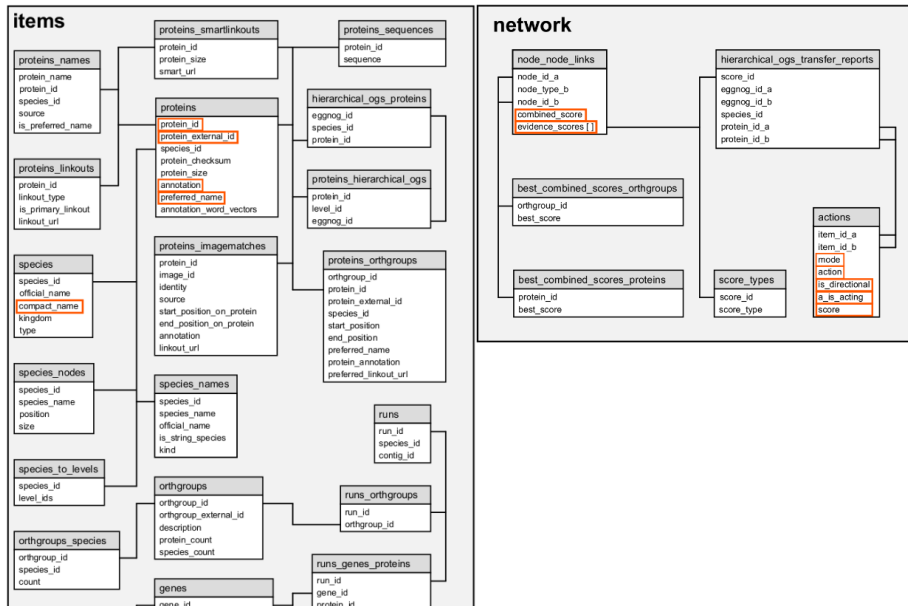 items
proteins_names
protein_name
protein_id
species_id
source
is_preferred_name
proteins_linkouts
protein_id
linkout_type
is_primary_linkout
linkout_url
species
species_id
official_name
compact_name
kingdom
type
species_nodes
species_id
species_name
position
size
species_to_levels
species_id
level_ids
orthgroups_species
orthgroup_id
species_id
count
proteins_smartlinkouts
protein_id
protein_size
smart_url
proteins
protein_id
protein_external_id
species_id
protein_checksum
protein_size
annotation
preferred_name
annotation_word_vectors
proteins_imagematches
protein_id
image_id
identity
source
start_position_on_protein
end_position_on_protein
annotation
linkout_url
species_names
species_id
species_name
official_name
is_string_species
kind
orthgroups
orthgroup_id
orthgroup_external_id
description
protein_count
species_count
genes
gene_id
proteins_sequences
protein_id
sequence
hierarchical_ogs_proteins
eggnog_id
species_id
protein_id
proteins_hierarchical_ogs
protein_id
level_id
eggnog_id
proteins_orthgroups
orthgroup_id
protein_id
protein_external_id
species_id
start_position
end_position
preferred_name
protein_annotation
preferred_linkout_url
runs
run_id
species_id
contig_id
runs_orthgroups
run_id
orthgroup_id
runs_genes_proteins
run_id
gene_id
protein_id
network
node_node_links
node_id_a
node_type_b
node_id_b
combined_score
evidence_scores [ ]
best_combined_scores_orthgroups
orthgroup_id
best_score
best_combined_scores_proteins
protein_id
best_score
hierarchical_ogs_transfer_reports
score_id
eggnog_id_a
eggnog_id_b
species_id
protein_id_a
protein_id_b
score_types
score_id
score_type
actions
item_id_a
item_id_b
mode
action
is_directional
a_is_acting
score